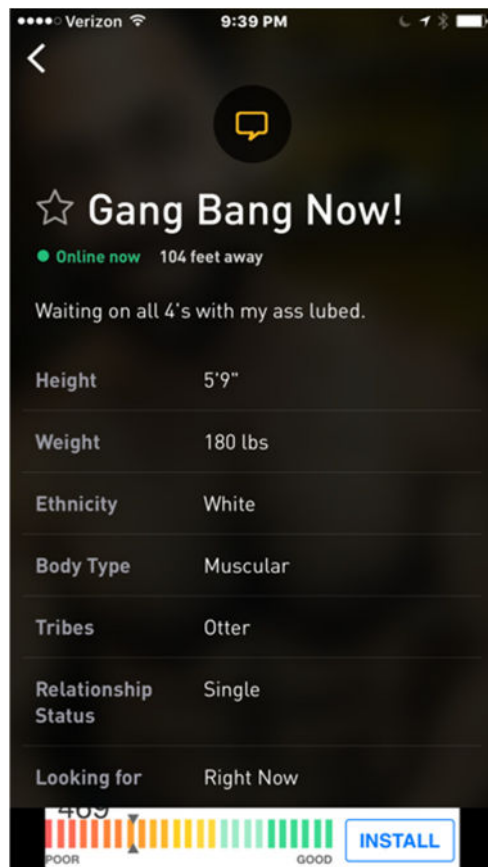 Verizon 9:39 PM
Gang Bang Now!
Online now 104 feet away
Waiting on all 4's with my ass lubed.
Height 5'9"
Weight 180 lbs
Ethnicity White
Body Type Muscular
Tribes Otter
Relationship Single
Status
Looking for Right Now
469
POOR GOOD INSTALL